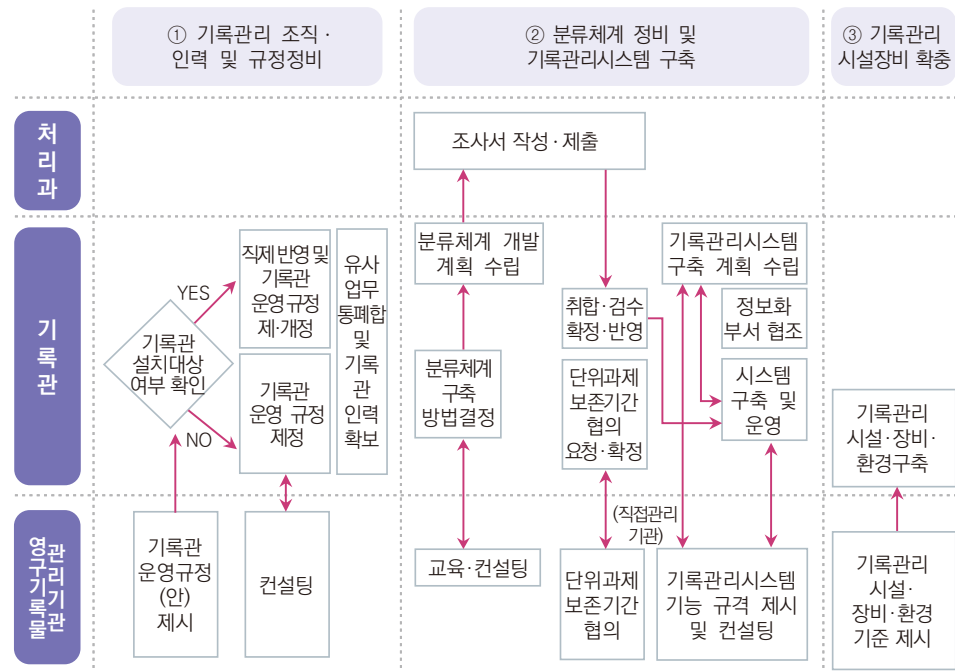 ① 기록관리 조직·
인력 및 규정정비
② 분류체계 정비 및
기록관리시스템 구축
③ 기록관리
시설장비 확충
처
리
과
조사서 작성·제출
기
록
관
기록관
설치대상
여부 확인
YES
NO
직제 반영 및
기록관
운영 규정
제·개정
기록관
운영 규정
제정
유사
업무
통폐합
및
기록
관
인력
확보
분류체계 개발
계획 수립
분류체계
구축
방법결정
취합·검수
확정·반영
단위과제
보존기간
협의
요청·확정
기록관리시스템
구축 계획 수립
정보화
부서 협조
시스템
구축 및
운영
기록관리
시설·장비·
환경구축
영구기록물
관리기관
기록관
운영규정
(안)
제시
컨설팅
교육·컨설팅
(직접관리
기관)
단위과제
보존기간
협의
기록관리시스템
기능 규격 제시
및 컨설팅
기록관리
시설·
장비·환경
기준 제시